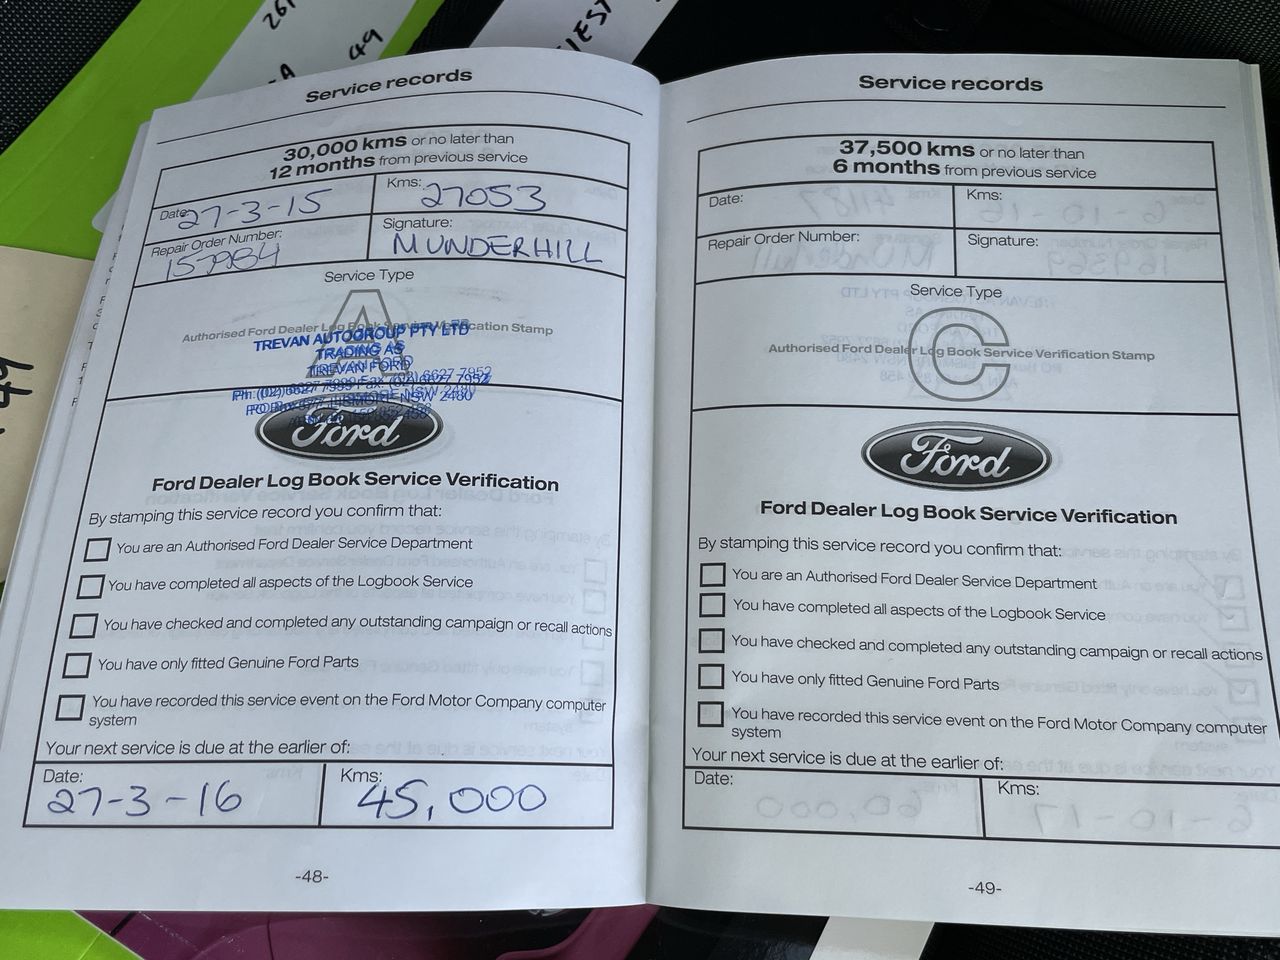 Service records
30,000 kms or no later than
12 months from previous service
Date: 27-3-15
Kms: 27053
Repair Order Number: 157984
Signature: MUNDERHILL
Service Type
A
Authorised Ford Dealer Log Book Service Verification Stamp
TREVAN AUTOGROUP PTY LTD
TRADING AS
TREVAN FORD
Ph: (02) 6627 7999 Fax: (02) 6627 7952
LISMORE NSW 2480
Ford
Ford Dealer Log Book Service Verification
By stamping this service record you confirm that:
You are an Authorised Ford Dealer Service Department
You have completed all aspects of the Logbook Service
You have checked and completed any outstanding campaign or recall actions
You have only fitted Genuine Ford Parts
You have recorded this service event on the Ford Motor Company computer
system
Your next service is due at the earlier of:
Date: 27-3-16
Kms: 45,000
-48-
Service records
37,500 kms or no later than
6 months from previous service
Date:
Kms:
Repair Order Number:
Signature:
Service Type
C
Authorised Ford Dealer Log Book Service Verification Stamp
Ford
Ford Dealer Log Book Service Verification
By stamping this service record you confirm that:
You are an Authorised Ford Dealer Service Department
You have completed all aspects of the Logbook Service
You have checked and completed any outstanding campaign or recall actions
You have only fitted Genuine Ford Parts
You have recorded this service event on the Ford Motor Company computer
system
Your next service is due at the earlier of:
Date:
Kms:
-49-